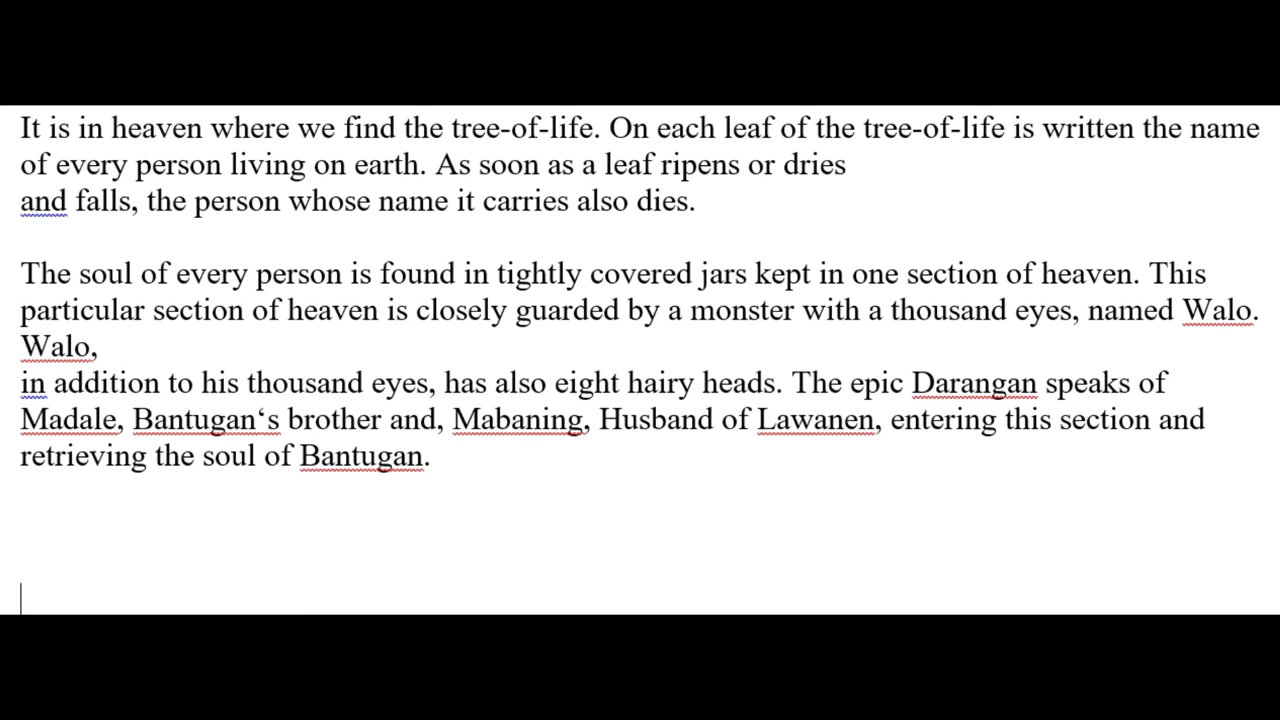 It is in heaven where we find the tree-of-life. On each leaf of the tree-of-life is written the name
of every person living on earth. As soon as a leaf ripens or dries
and falls, the person whose name it carries also dies.
The soul of every person is found in tightly covered jars kept in one section of heaven. This
particular section of heaven is closely guarded by a monster with a thousand eyes, named Walo.
Walo,
in addition to his thousand eyes, has also eight hairy heads. The epic Darangan speaks of
Madale, Bantugan‘s brother and, Mabaning, Husband of Lawanen, entering this section and
retrieving the soul of Bantugan.